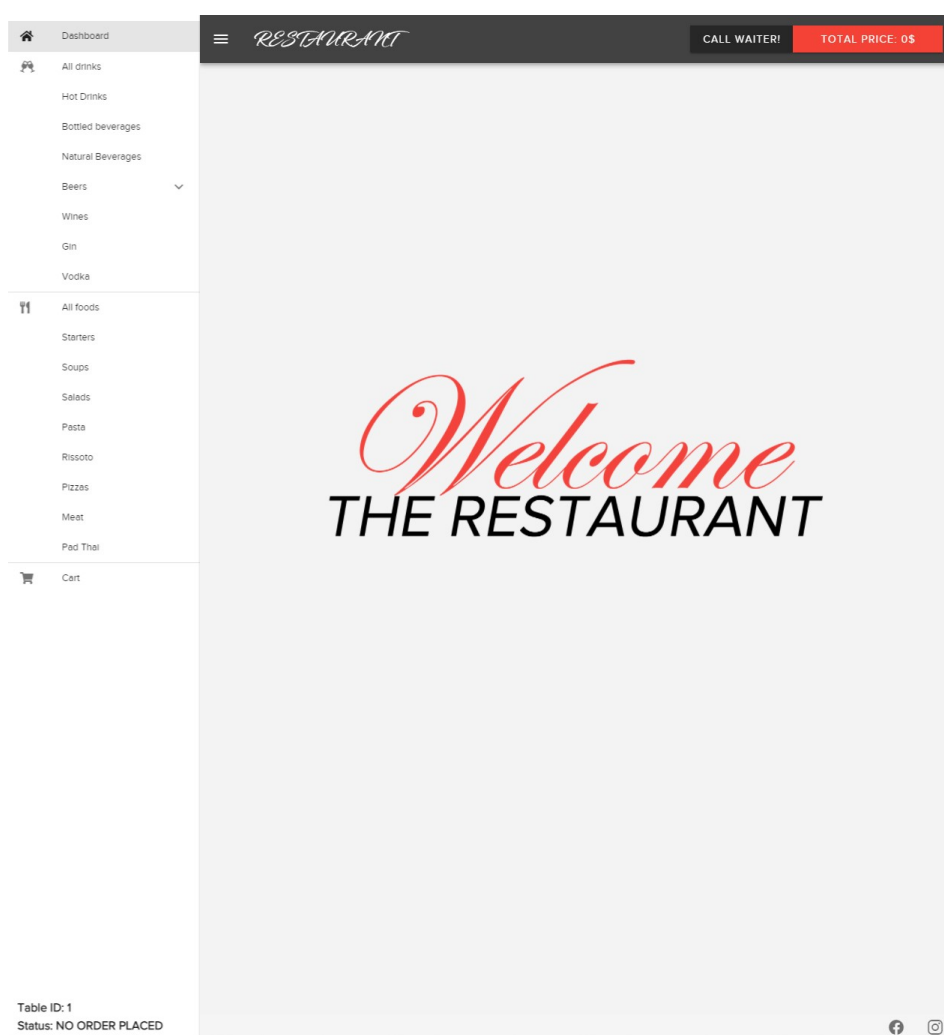 Dashboard
All drinks
Hot Drinks
Bottled beverages
Natural Beverages
Beers
Wines
Gin
Vodka
All foods
Starters
Soups
Salads
Pasta
Rissoto
Pizzas
Meat
Pad Thai
Cart
Table ID: 1
Status: NO ORDER PLACED
RESTAURANT
CALL WAITER!
TOTAL PRICE: 0$
Welcome
THE RESTAURANT